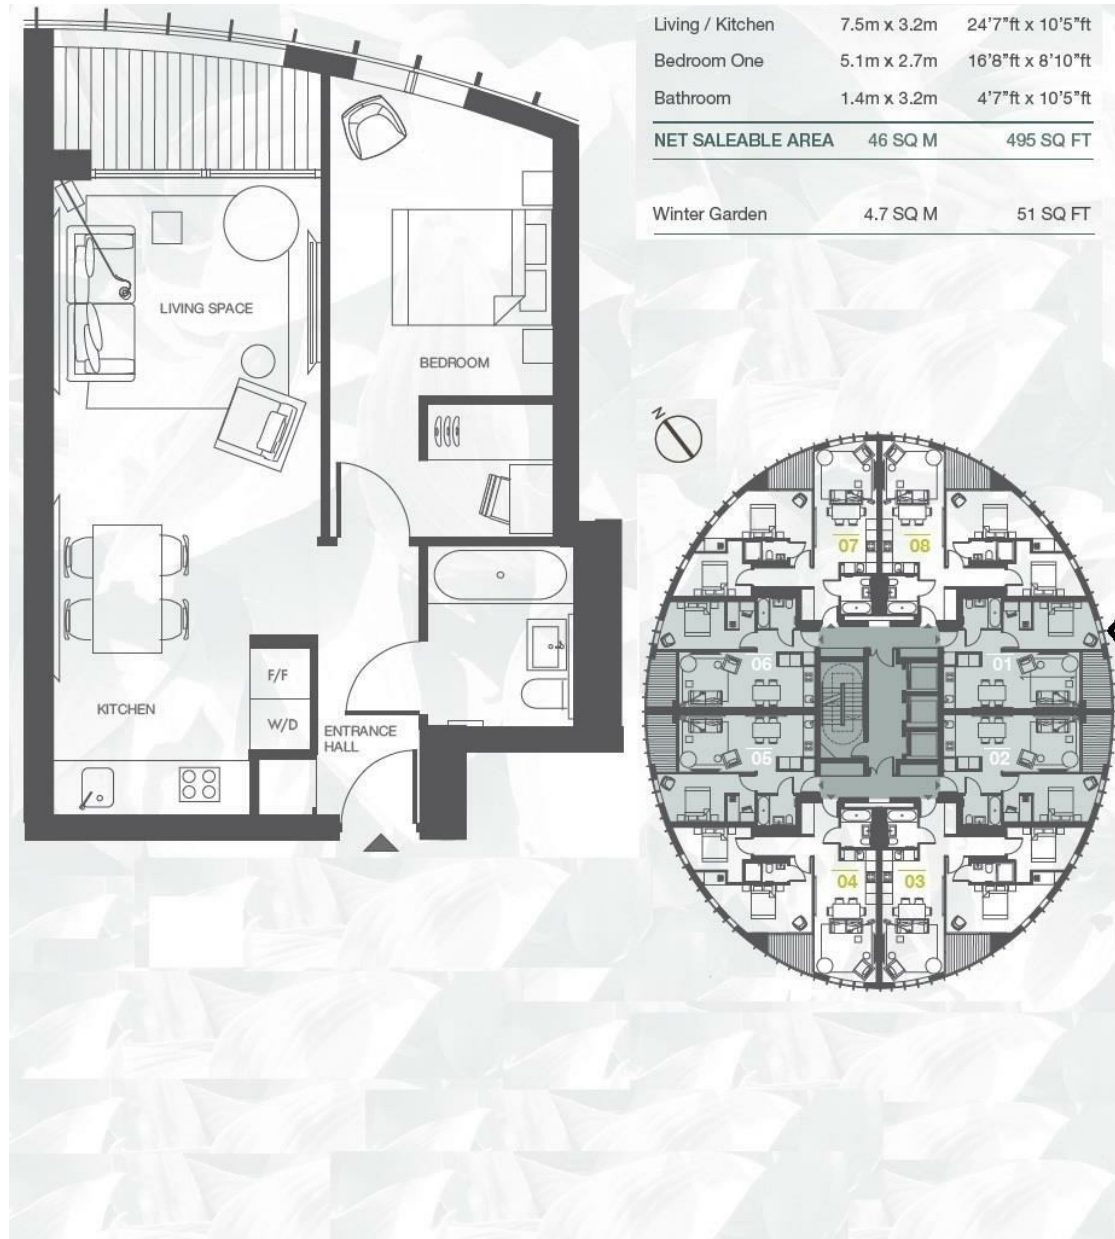 Living / Kitchen 7.5m x 3.2m 24'7"ft x 10'5"ft
Bedroom One 5.1m x 2.7m 16'8"ft x 8'10"ft
Bathroom 1.4m x 3.2m 4'7"ft x 10'5"ft
NET SALEABLE AREA 46 SQ M 495 SQ FT
Winter Garden 4.7 SQ M 51 SQ FT
LIVING SPACE
BEDROOM
F/F
KITCHEN
W/D
ENTRANCE
HALL
N
07 08
06 01
05 02
04 03